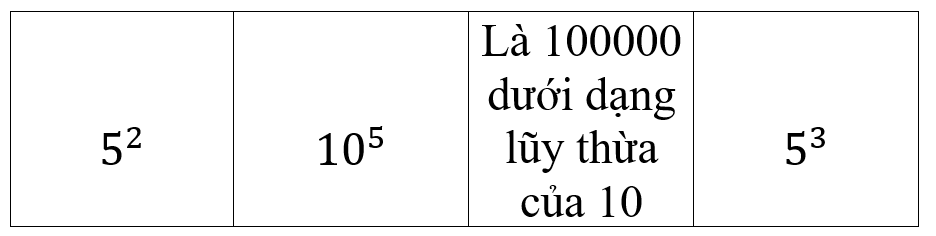 5²
10⁵
Là 100000
dưới dạng
lũy thừa
của 10
5³